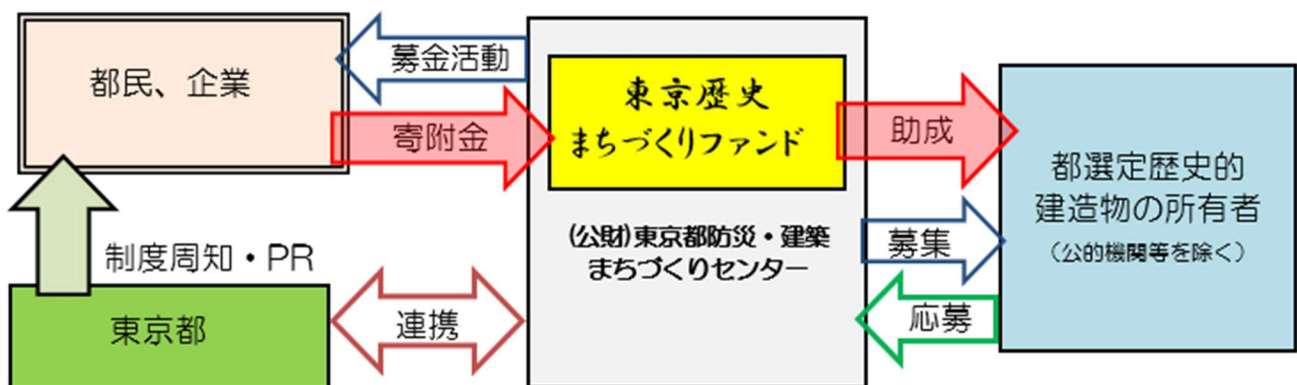 都民、企業
募金活動
寄附金
東京歴史
まちづくりファンド
助成
都選定歴史的
建造物の所有者
(公的機関等を除く)
(公財)東京都防災・建築
まちづくりセンター
募集
応募
制度周知・PR
東京都
連携